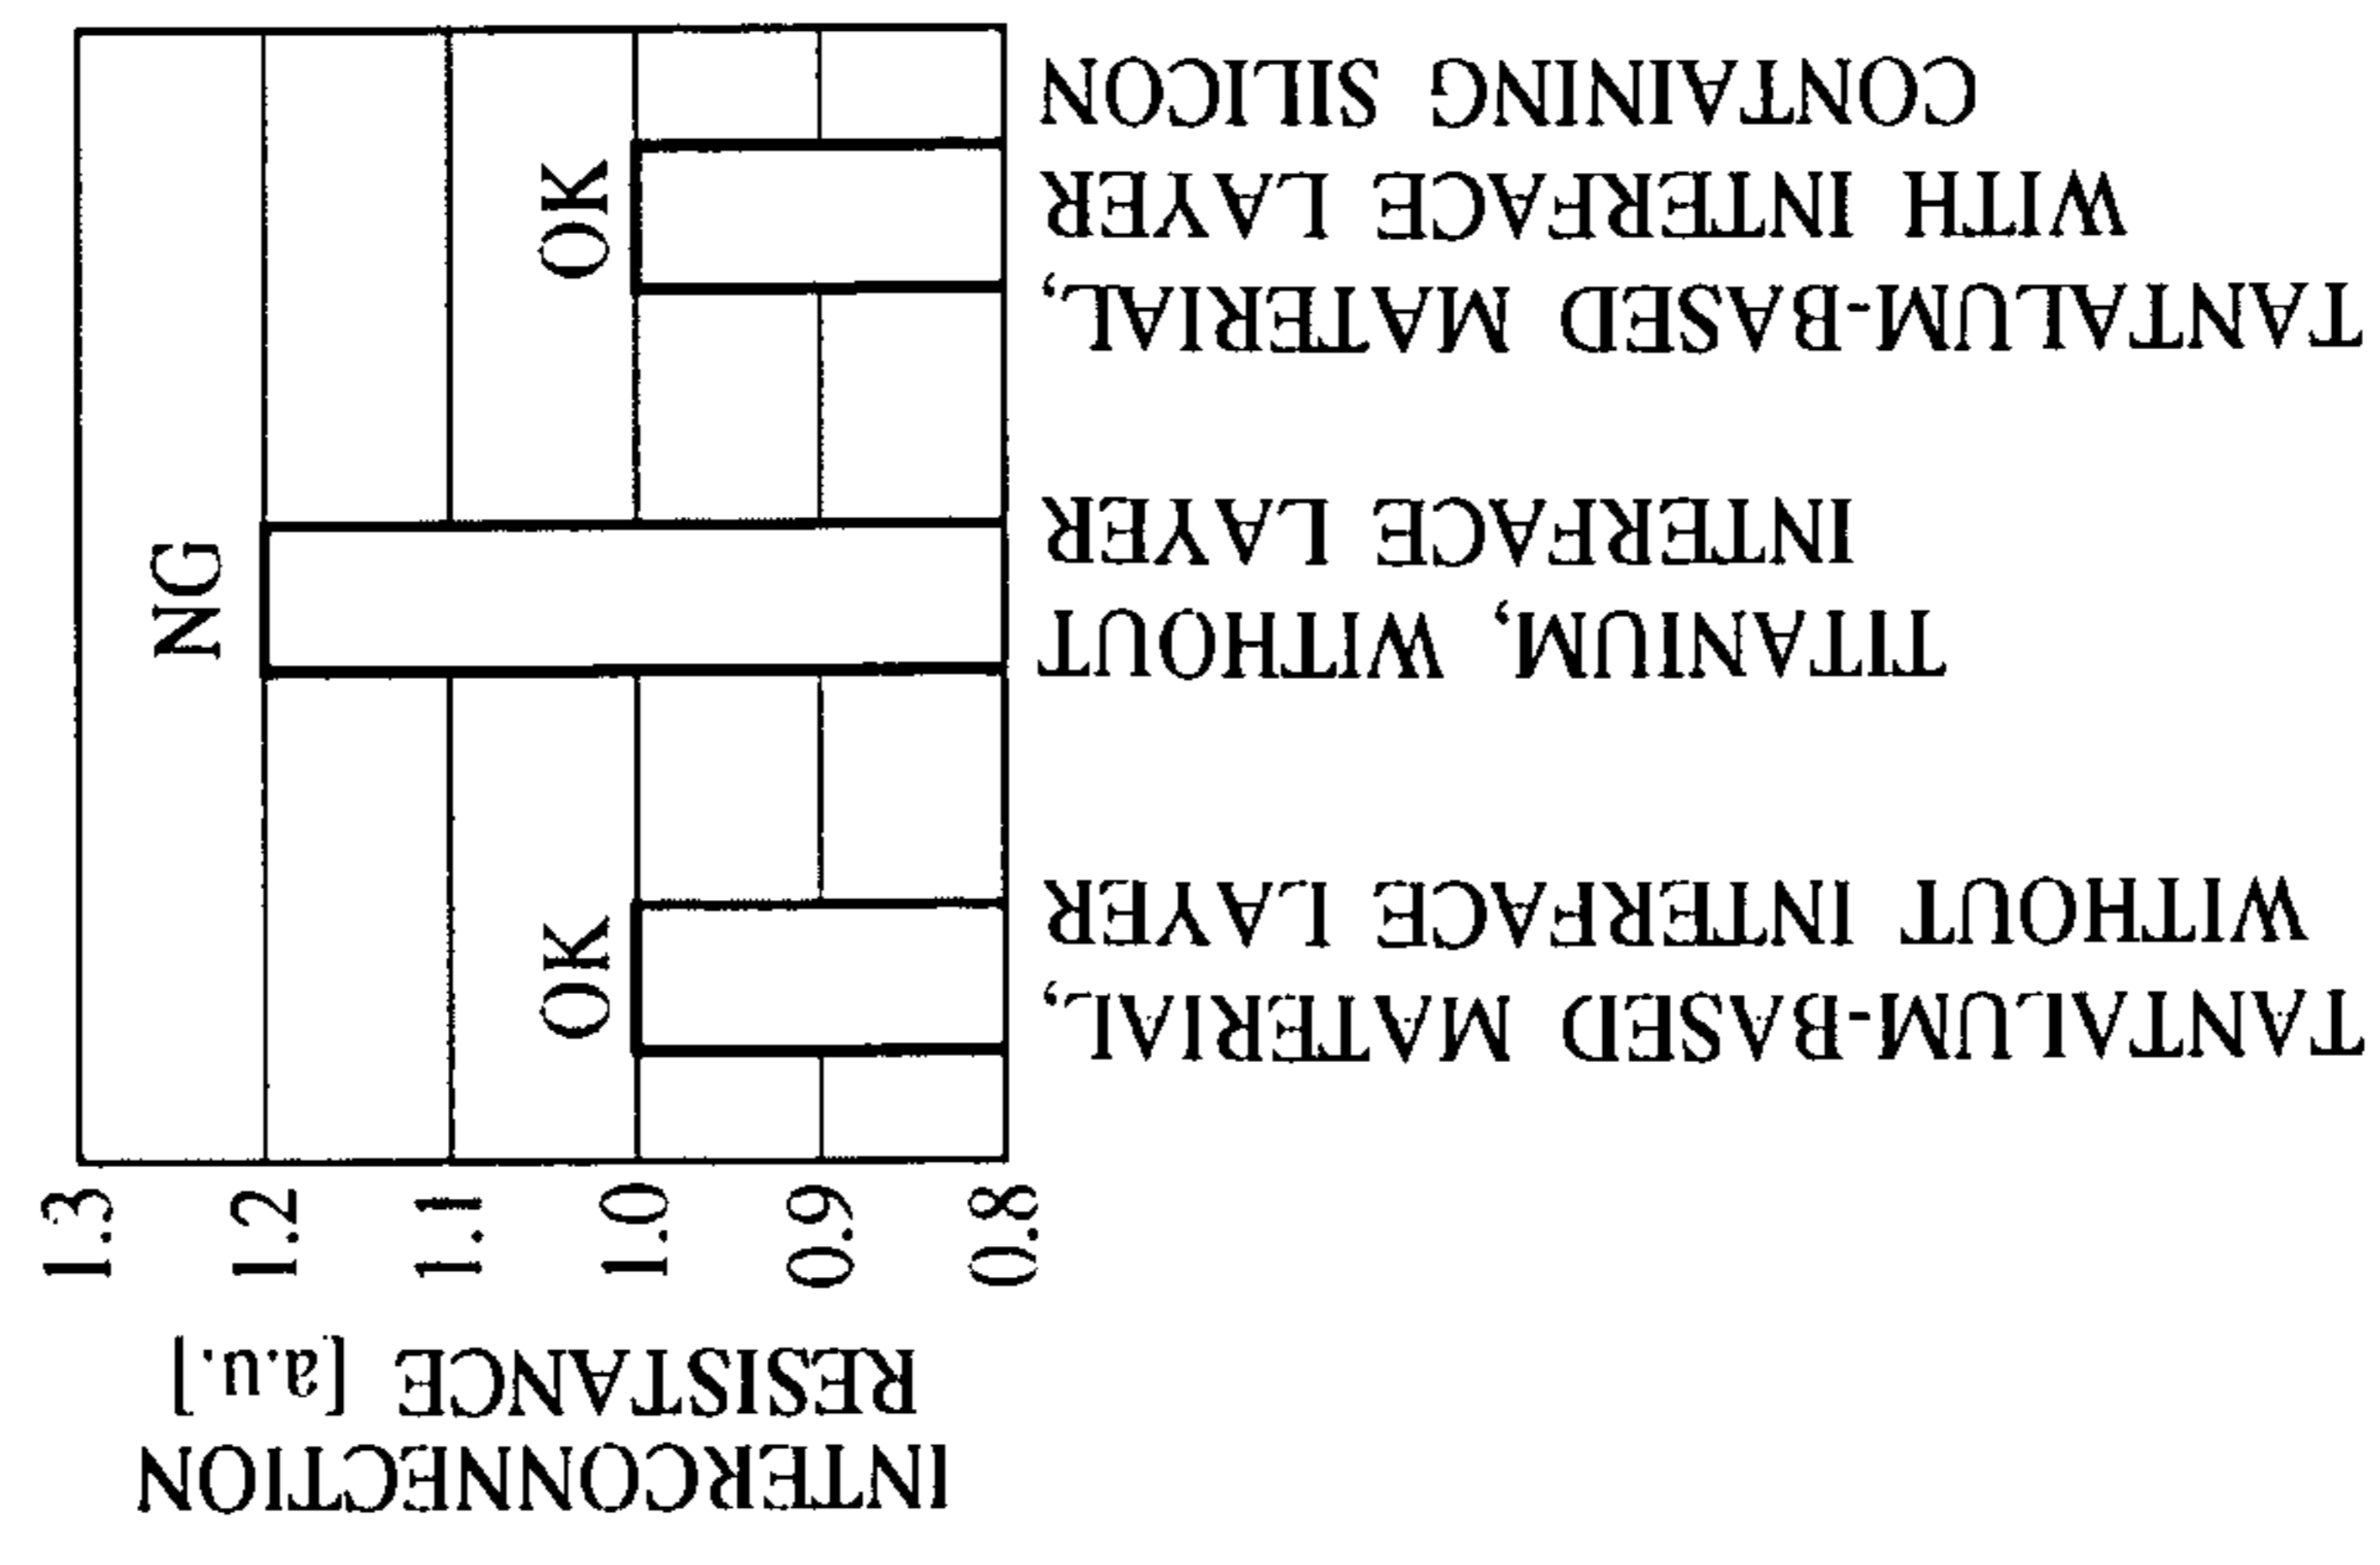 INTERCONNECTION
RESISTANCE [a.u.]
1.3
1.2
1.1
1.0
0.9
0.8
OK
NG
OK
TANTALUM-BASED MATERIAL,
WITHOUT INTERFACE LAYER
TITANIUM, WITHOUT
INTERFACE LAYER
TANTALUM-BASED MATERIAL,
WITH INTERFACE LAYER
CONTAINING SILICON